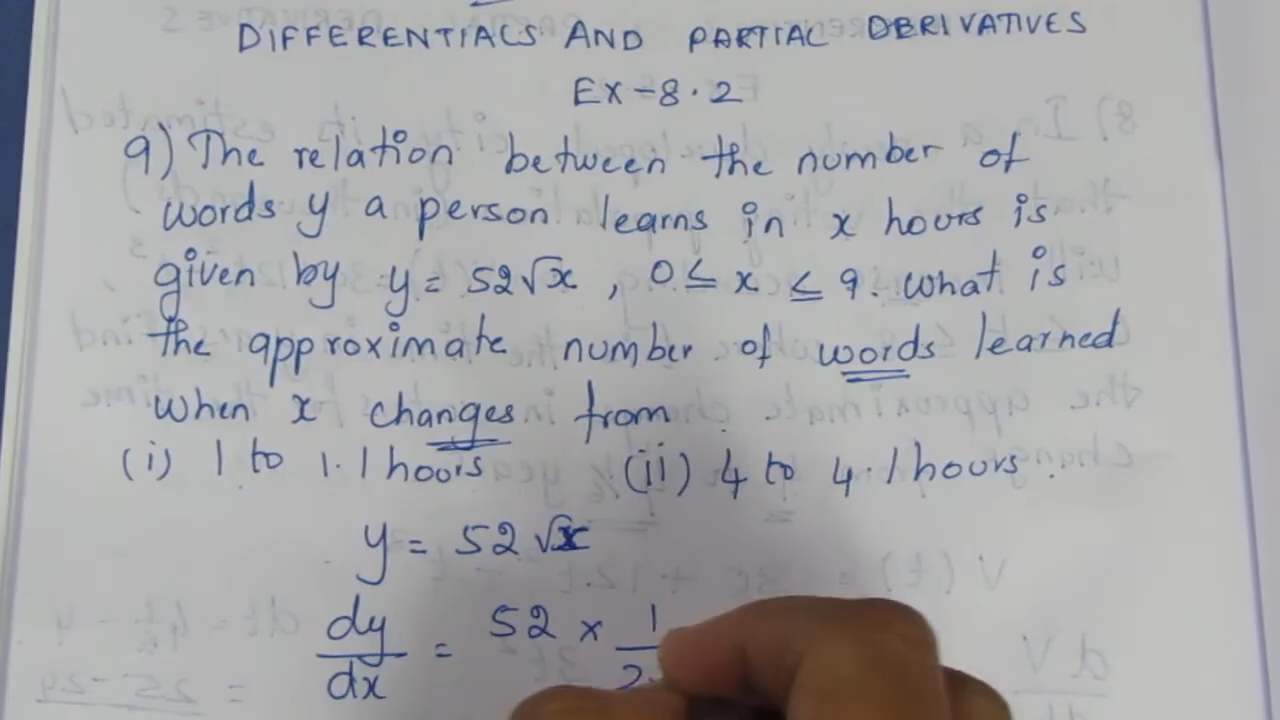 DIFFERENTIALS AND PARTIAL DERIVATIVES
EX-8.2
9) The relation between the number of
words y a person learns in x hours is
given by y = 52√x , 0 ≤ x ≤ 9. what is
the approximate number of words learned
when x changes from
(i) 1 to 1.1 hours (ii) 4 to 4.1 hours.
y = 52√x
dy/dx = 52 × 1/2